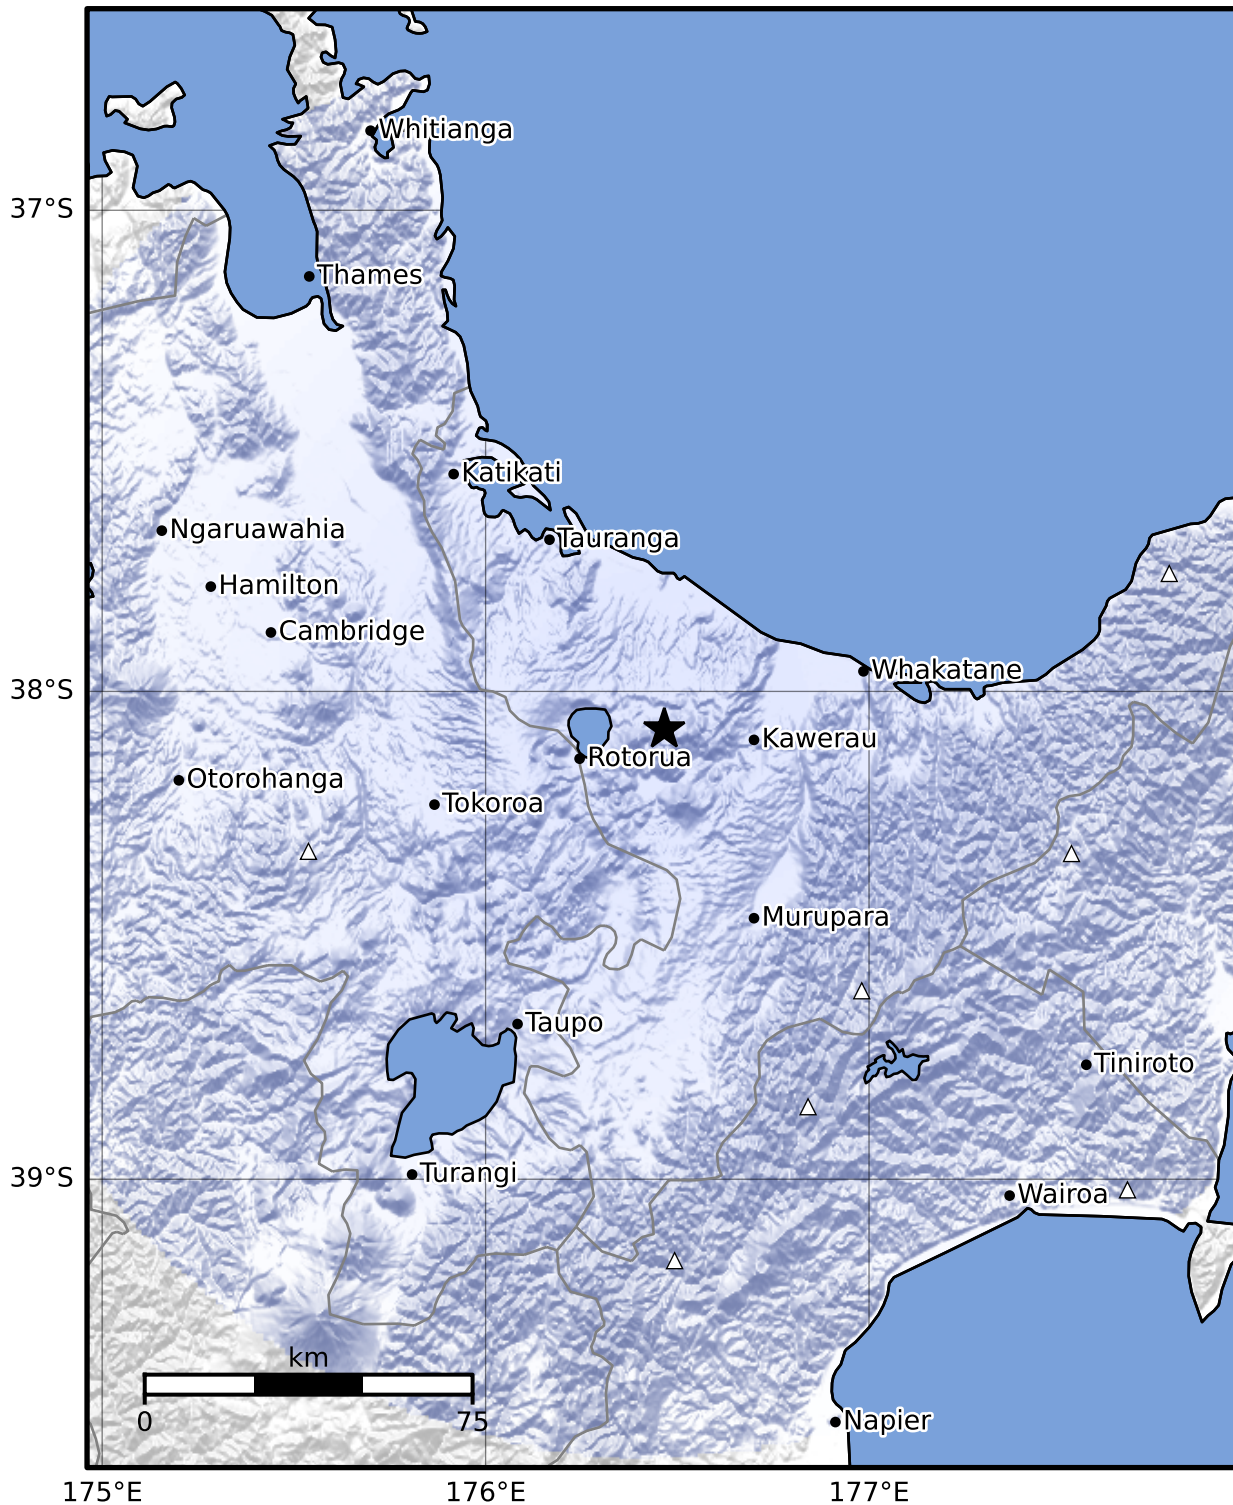 Whitianga
37°S
Thames
Katikati
Ngaruawahia
Tauranga
Hamilton
Cambridge
Whakatane
38°S
Kawerau
Rotorua
Otorohanga
Tokoroa
Murupara
Taupo
Tiniroto
Turangi
39°S
Wairoa
km
0
75
Napier
175°E
176°E
177°E